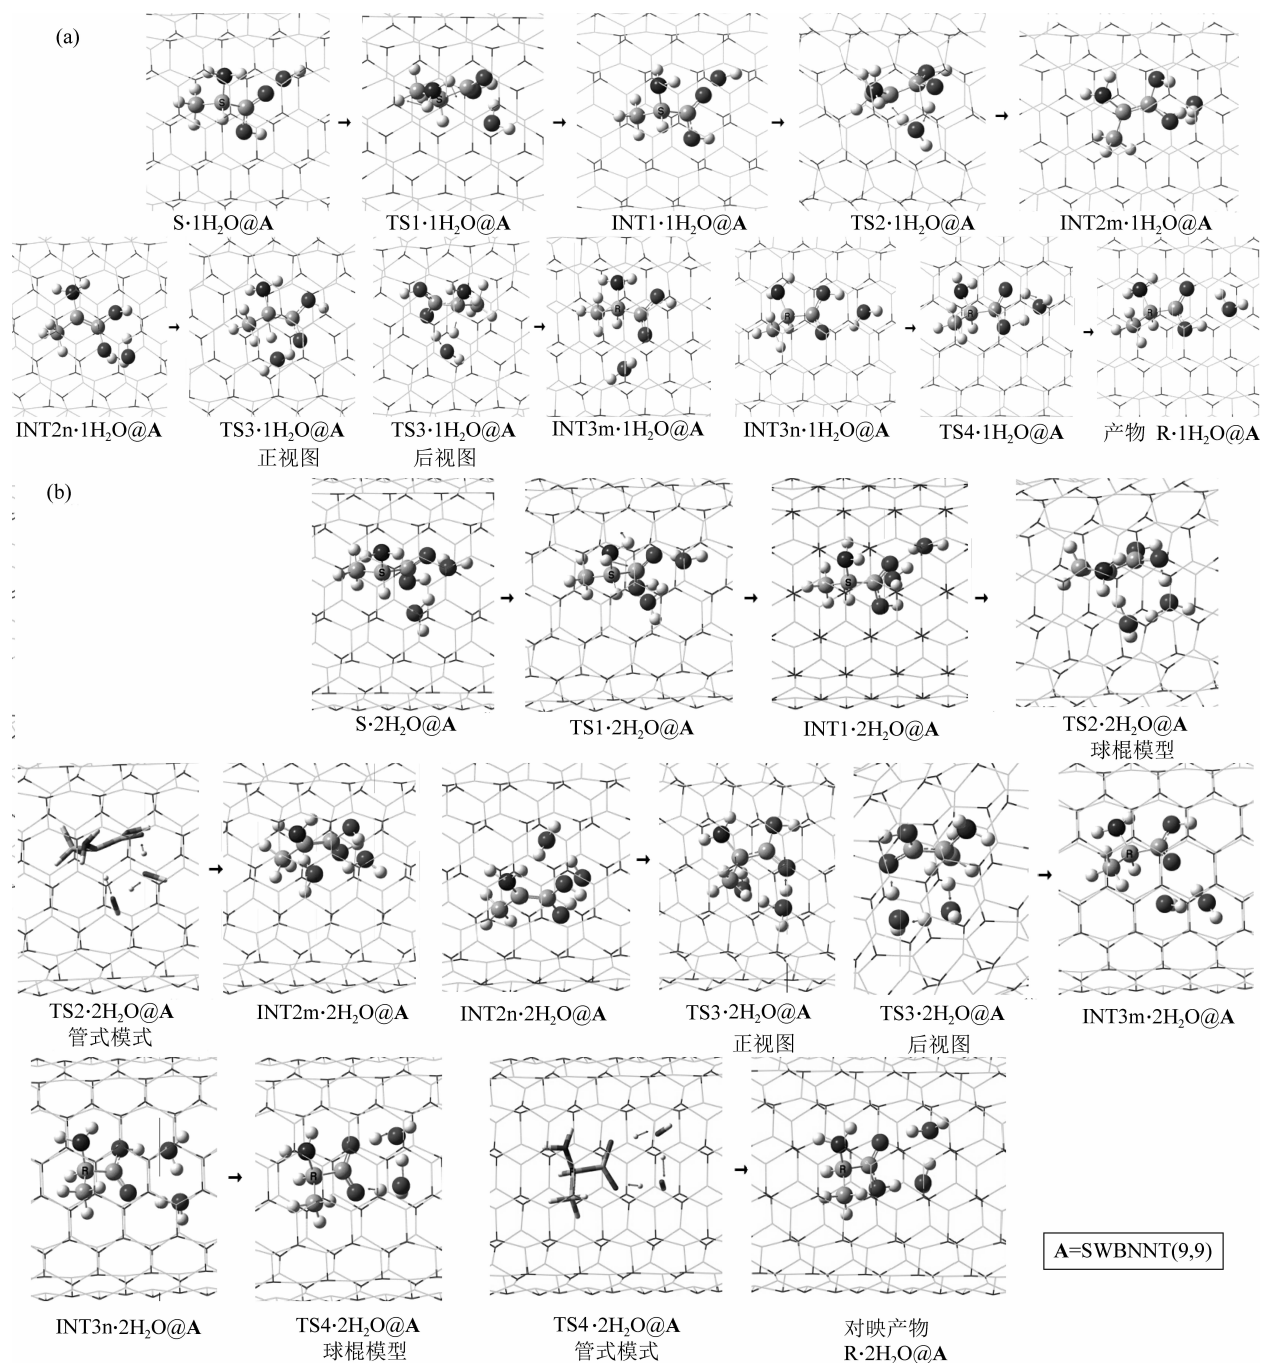 (a)
S·1H₂O@A → TS1·1H₂O@A → INT1·1H₂O@A → TS2·1H₂O@A → INT2m·1H₂O@A
INT2n·1H₂O@A → TS3·1H₂O@A TS3·1H₂O@A → INT3m·1H₂O@A INT3n·1H₂O@A → TS4·1H₂O@A → 产物 R·1H₂O@A
正视图 后视图
(b)
S·2H₂O@A → TS1·2H₂O@A → INT1·2H₂O@A → TS2·2H₂O@A
球棍模型
TS2·2H₂O@A → INT2m·2H₂O@A INT2n·2H₂O@A → TS3·2H₂O@A TS3·2H₂O@A → INT3m·2H₂O@A
管式模式 正视图 后视图
A=SWBNNT(9,9)
INT3n·2H₂O@A → TS4·2H₂O@A TS4·2H₂O@A → 对映产物
球棍模型 管式模式 R·2H₂O@A